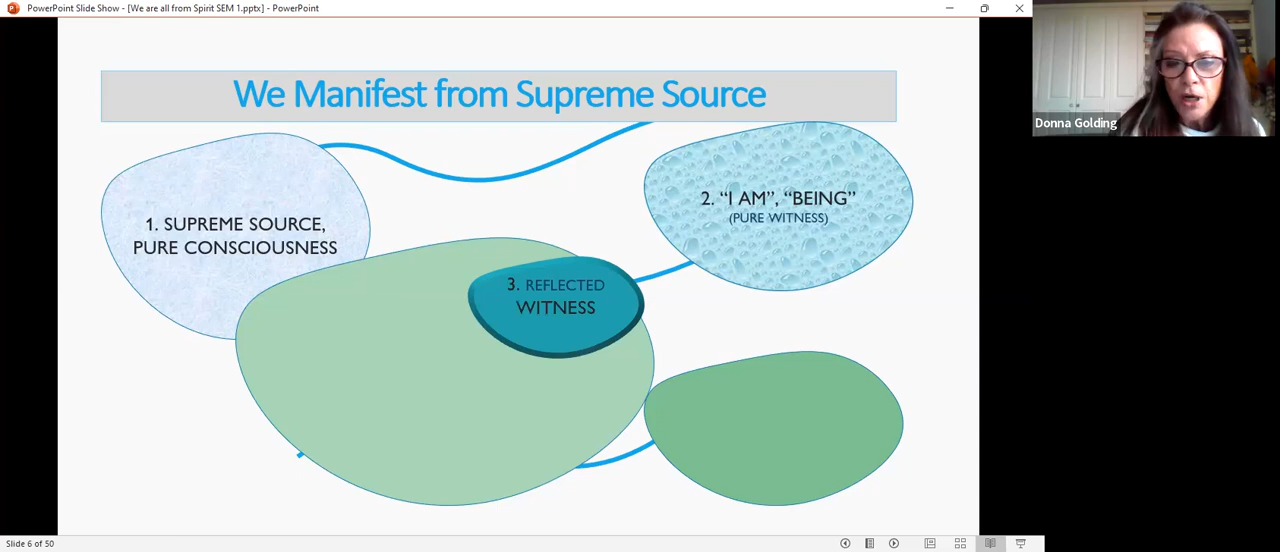 PowerPoint Slide Show - [We are all from Spirit SEM 1.pptx] - PowerPoint
We Manifest from Supreme Source
1. SUPREME SOURCE,
PURE CONSCIOUSNESS
2. “I AM”, “BEING”
(PURE WITNESS)
3. REFLECTED
WITNESS
Donna Golding
Slide 6 of 50